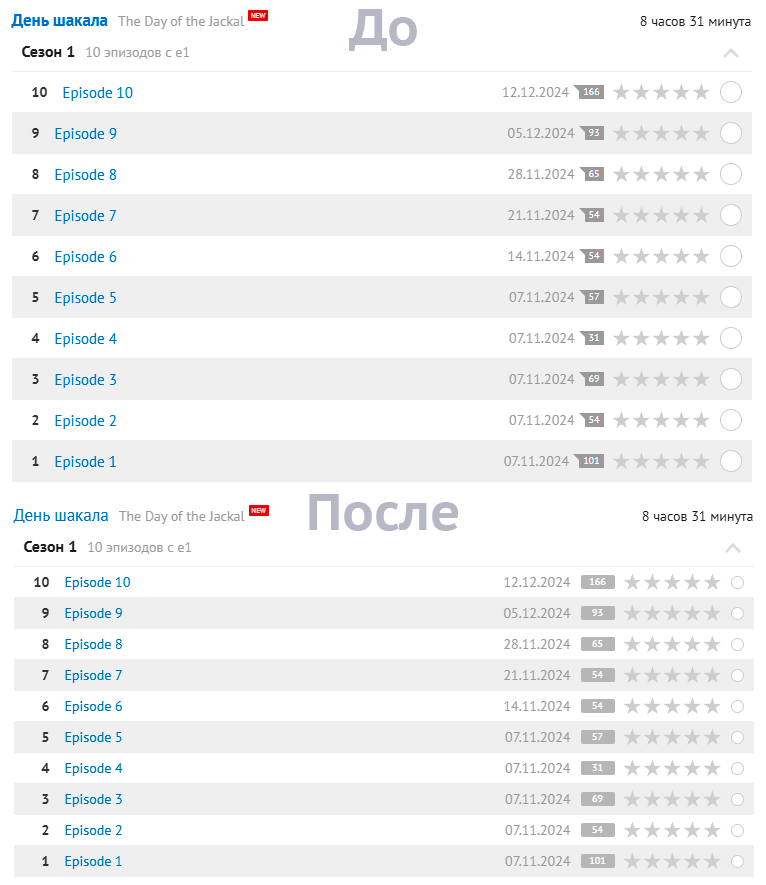 До
День шакала The Day of the Jackal NEW 8 часов 31 минута
Сезон 1 10 эпизодов с e1
10 Episode 10 12.12.2024 166
9 Episode 9 05.12.2024 93
8 Episode 8 28.11.2024 65
7 Episode 7 21.11.2024 54
6 Episode 6 14.11.2024 54
5 Episode 5 07.11.2024 57
4 Episode 4 07.11.2024 31
3 Episode 3 07.11.2024 69
2 Episode 2 07.11.2024 54
1 Episode 1 07.11.2024 101
После
День шакала The Day of the Jackal NEW 8 часов 31 минута
Сезон 1 10 эпизодов с e1
10 Episode 10 12.12.2024 166
9 Episode 9 05.12.2024 93
8 Episode 8 28.11.2024 65
7 Episode 7 21.11.2024 54
6 Episode 6 14.11.2024 54
5 Episode 5 07.11.2024 57
4 Episode 4 07.11.2024 31
3 Episode 3 07.11.2024 69
2 Episode 2 07.11.2024 54
1 Episode 1 07.11.2024 101